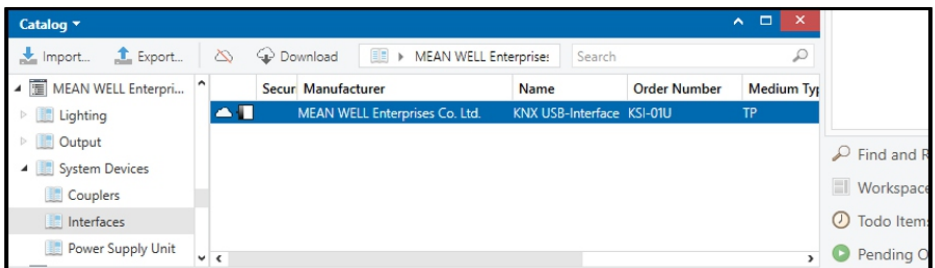 Catalog
Import... Export... Download MEAN WELL Enterprise: Search
MEAN WELL Enterpri...
Lighting
Output
System Devices
Couplers
Interfaces
Power Supply Unit
Secur Manufacturer Name Order Number Medium Typ
MEAN WELL Enterprises Co. Ltd. KNX USB-Interface KSI-01U TP
Find and R
Workspace
Todo Item
Pending O